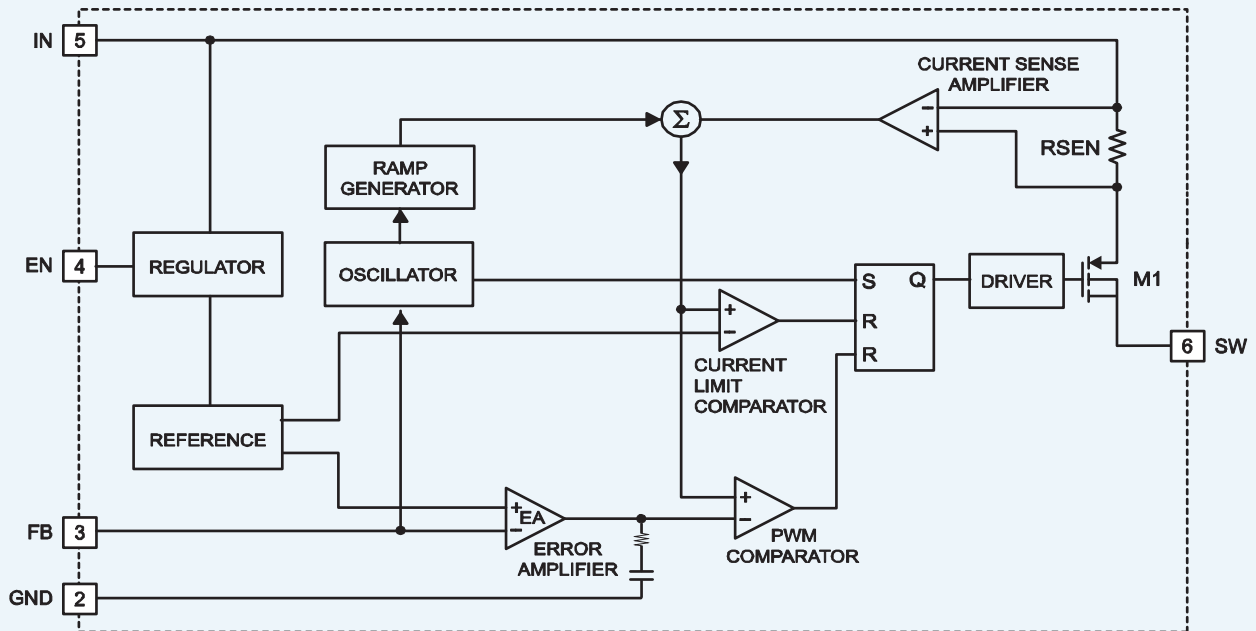 IN 5
CURRENT SENSE
AMPLIFIER
Σ
−
+
RSEN
RAMP
GENERATOR
EN 4
REGULATOR
OSCILLATOR
S Q
DRIVER
M1
+
−
R
R
6 SW
CURRENT
LIMIT
COMPARATOR
REFERENCE
+
EA
−
+
−
FB 3
ERROR
AMPLIFIER
PWM
COMPARATOR
GND 2